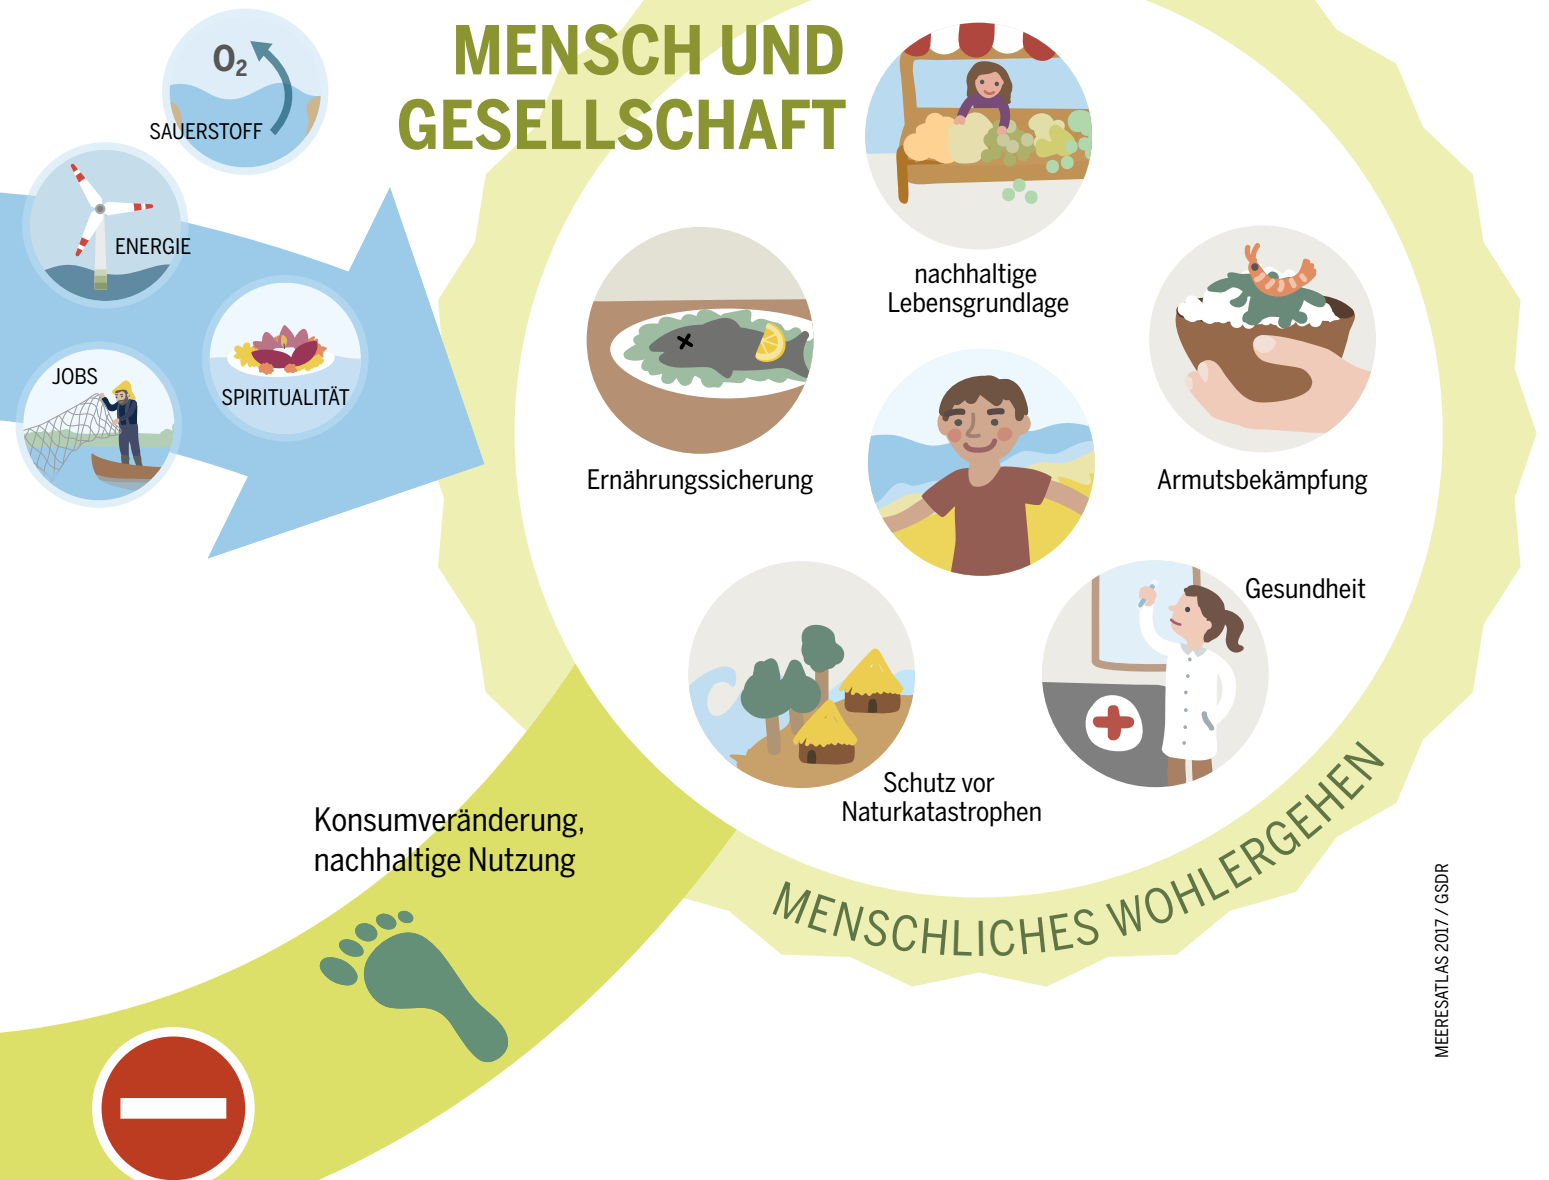 MENSCH UND
GESELLSCHAFT
O2
SAUERSTOFF
ENERGIE
JOBS
SPIRITUALITÄT
nachhaltige
Lebensgrundlage
Ernährungssicherung
Armutsbekämpfung
Gesundheit
Schutz vor
Naturkatastrophen
Konsumveränderung,
nachhaltige Nutzung
MENSCHLICHES WOHLERGEHEN
MEERESATLAS 2017 / GSDR